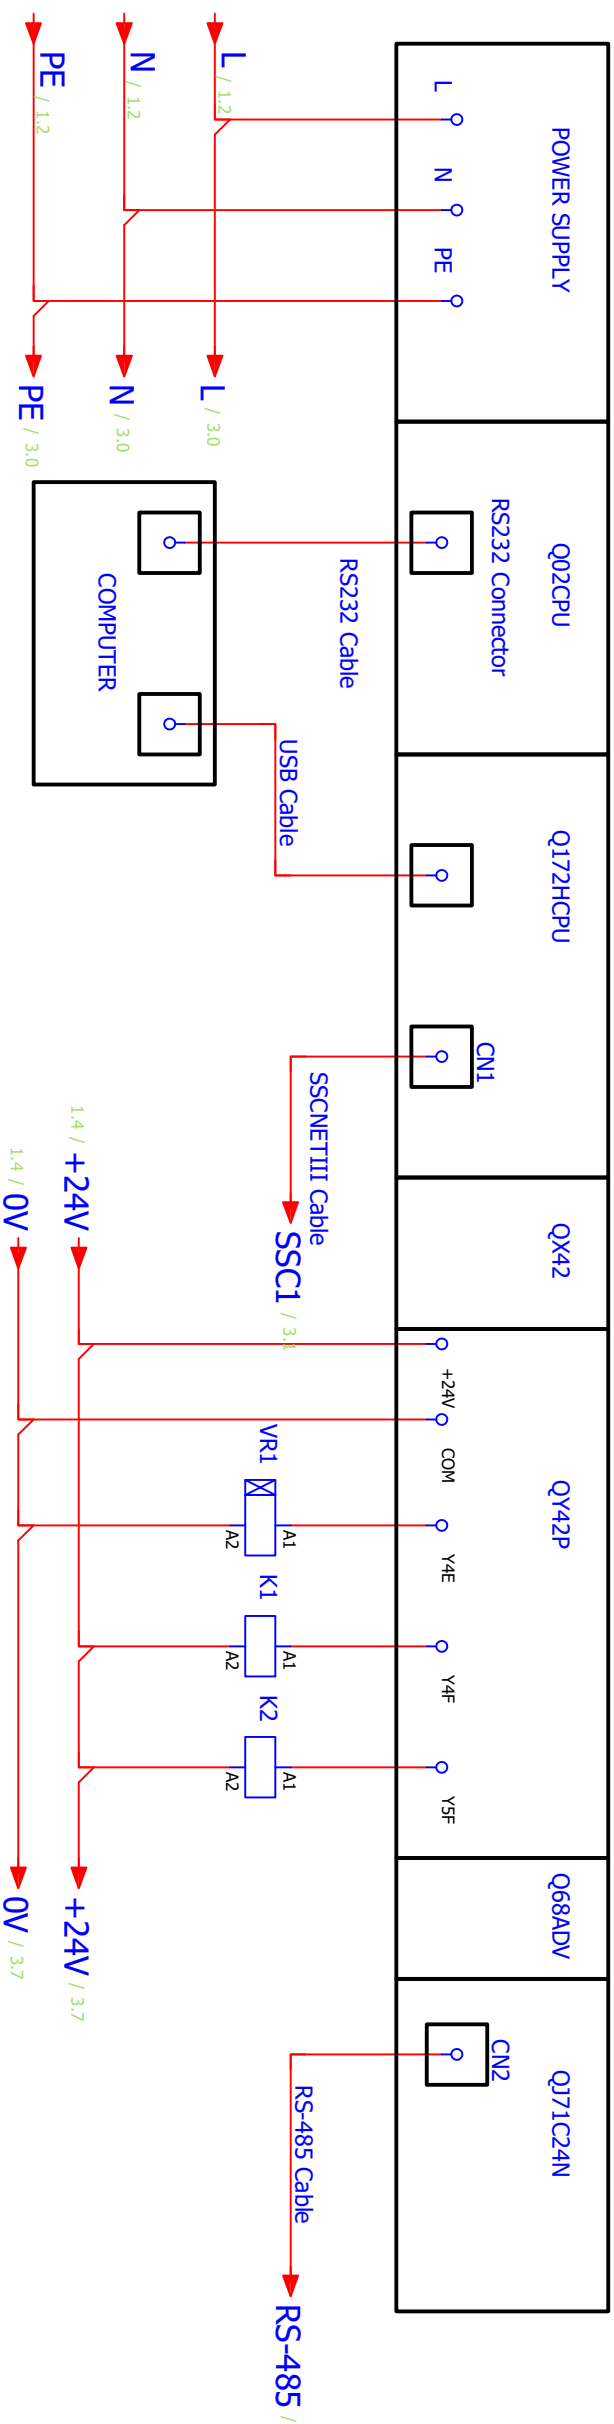 POWER SUPPLY
Q02CPU
Q172HCPU
QX42
QY42P
Q68ADV
QJ71C24N
L
N
PE
RS232 Connector
CN1
+24V
COM
Y4E
Y4F
Y5F
CN2
RS232 Cable
USB Cable
SSCNETIII Cable
SSC1 / 3.1
RS-485 Cable
RS-485 /
VR1
A1
A2
K1
A1
A2
K2
A1
A2
L / 1.2
L / 3.0
N / 1.2
N / 3.0
PE / 1.2
PE / 3.0
COMPUTER
1.4 / +24V
+24V / 3.7
1.4 / 0V
0V / 3.7